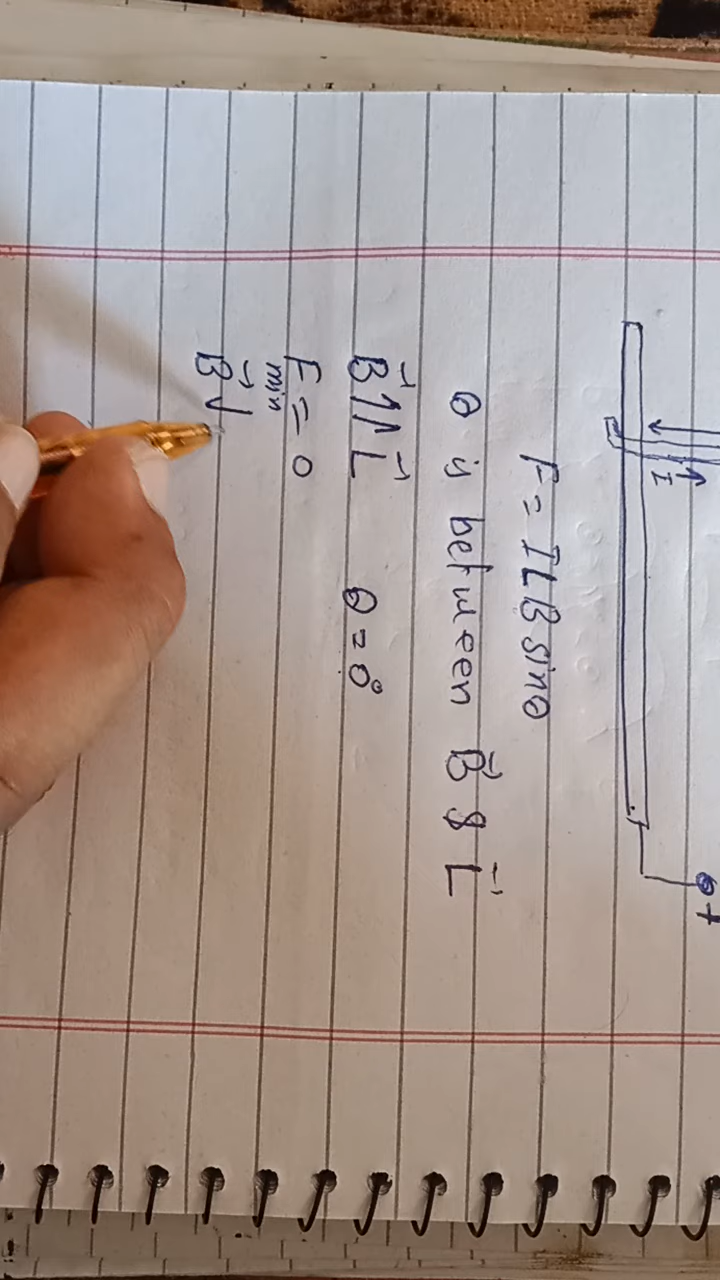 I
+
F = ILB sinθ
θ is between B⃗ & L⃗
B⃗ ↑↑ L⃗ θ = 0°
F = 0
min
B⃗